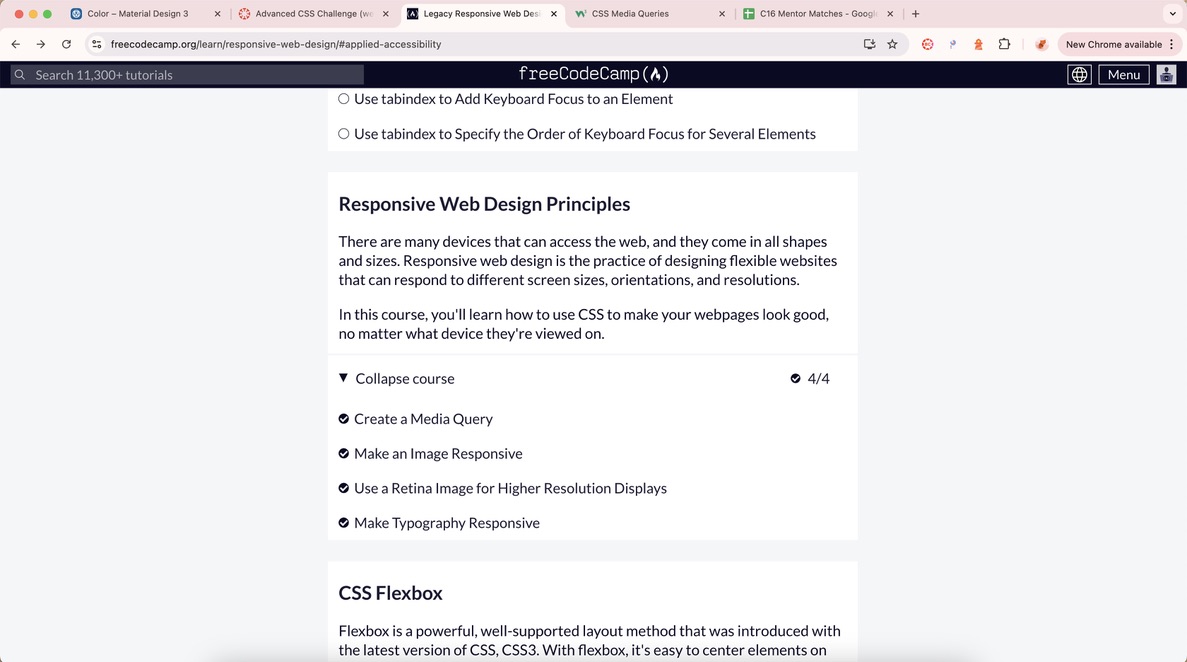 Color – Material Design 3
Advanced CSS Challenge (we
Legacy Responsive Web Desi
CSS Media Queries
C16 Mentor Matches - Google
freecodecamp.org/learn/responsive-web-design/#applied-accessibility
New Chrome available
Search 11,300+ tutorials
freeCodeCamp
Menu
Use tabindex to Add Keyboard Focus to an Element
Use tabindex to Specify the Order of Keyboard Focus for Several Elements
Responsive Web Design Principles
There are many devices that can access the web, and they come in all shapes
and sizes. Responsive web design is the practice of designing flexible websites
that can respond to different screen sizes, orientations, and resolutions.
In this course, you'll learn how to use CSS to make your webpages look good,
no matter what device they're viewed on.
Collapse course 4/4
Create a Media Query
Make an Image Responsive
Use a Retina Image for Higher Resolution Displays
Make Typography Responsive
CSS Flexbox
Flexbox is a powerful, well-supported layout method that was introduced with
the latest version of CSS, CSS3. With flexbox, it's easy to center elements on